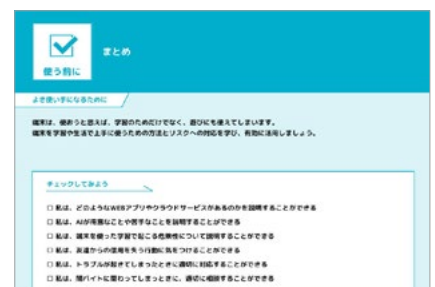 まとめ
使う前に
よき使い手になるために
端末は、使おうと思えば、学習のためだけでなく、遊びにも使えてしまいます。
端末を学習や生活で上手に使うための方法とリスクへの対応を学び、有効に活用しましょう。
チェックしてみよう
□ 私は、どのようなWEBアプリやクラウドサービスがあるのかを説明することができる
□ 私は、AIが得意なことや苦手なことを説明することができる
□ 私は、端末を使った学習で起こる危険性について説明することができる
□ 私は、友達からの信用を失う行動に気をつけることができる
□ 私は、トラブルが起きてしまったときに適切に対応することができる
□ 私は、闇バイトに関わってしまったときに、適切に相談することができる